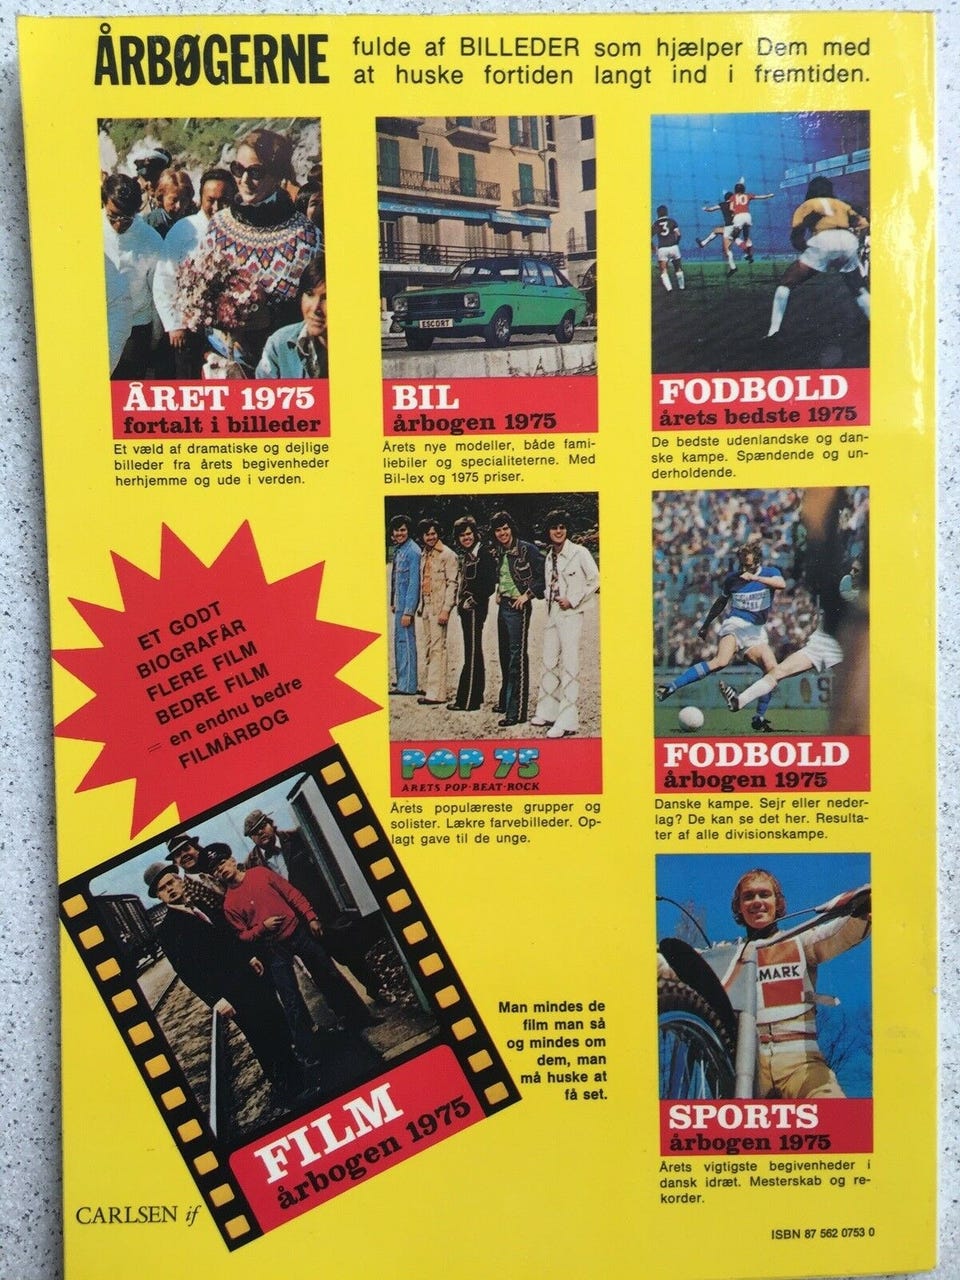 ÅRBØGERNE
fulde af BILLEDER som hjælper Dem med
at huske fortiden langt ind i fremtiden.
ÅRET 1975
fortalt i billeder
Et væld af dramatiske og dejlige
billeder fra årets begivenheder
herhjemme og ude i verden.
COME
ESCORT
BIL
årbogen 1975
Årets nye modeller, både fami-
liebiler og specialiteterne. Med
Bil-lex og 1975 priser.
3
10
1
FODBOLD
årets bedste 1975
De bedste udenlandske og dan-
ske kampe. Spændende og un-
derholdende.
ET GODT
BIOGRAFÅR
FLERE FILM
BEDRE FILM
= en endnu bedre
FILMÅRBOG
POP 75
ÅRETS POP·BEAT·ROCK
Årets populæreste grupper og
solister. Lækre farvebilleder. Op-
lagt gave til de unge.
FODBOLD
årbogen 1975
Danske kampe. Sejr eller neder-
lag? De kan se det her. Resulta-
ter af alle divisionskampe.
FILM
årbogen 1975
Man mindes de
film man så
og mindes om
dem, man
må huske at
få set.
MARK
SPORTS
årbogen 1975
Årets vigtigste begivenheder i
dansk idræt. Mesterskab og re-
korder.
CARLSEN if
ISBN 87 562 0753 0